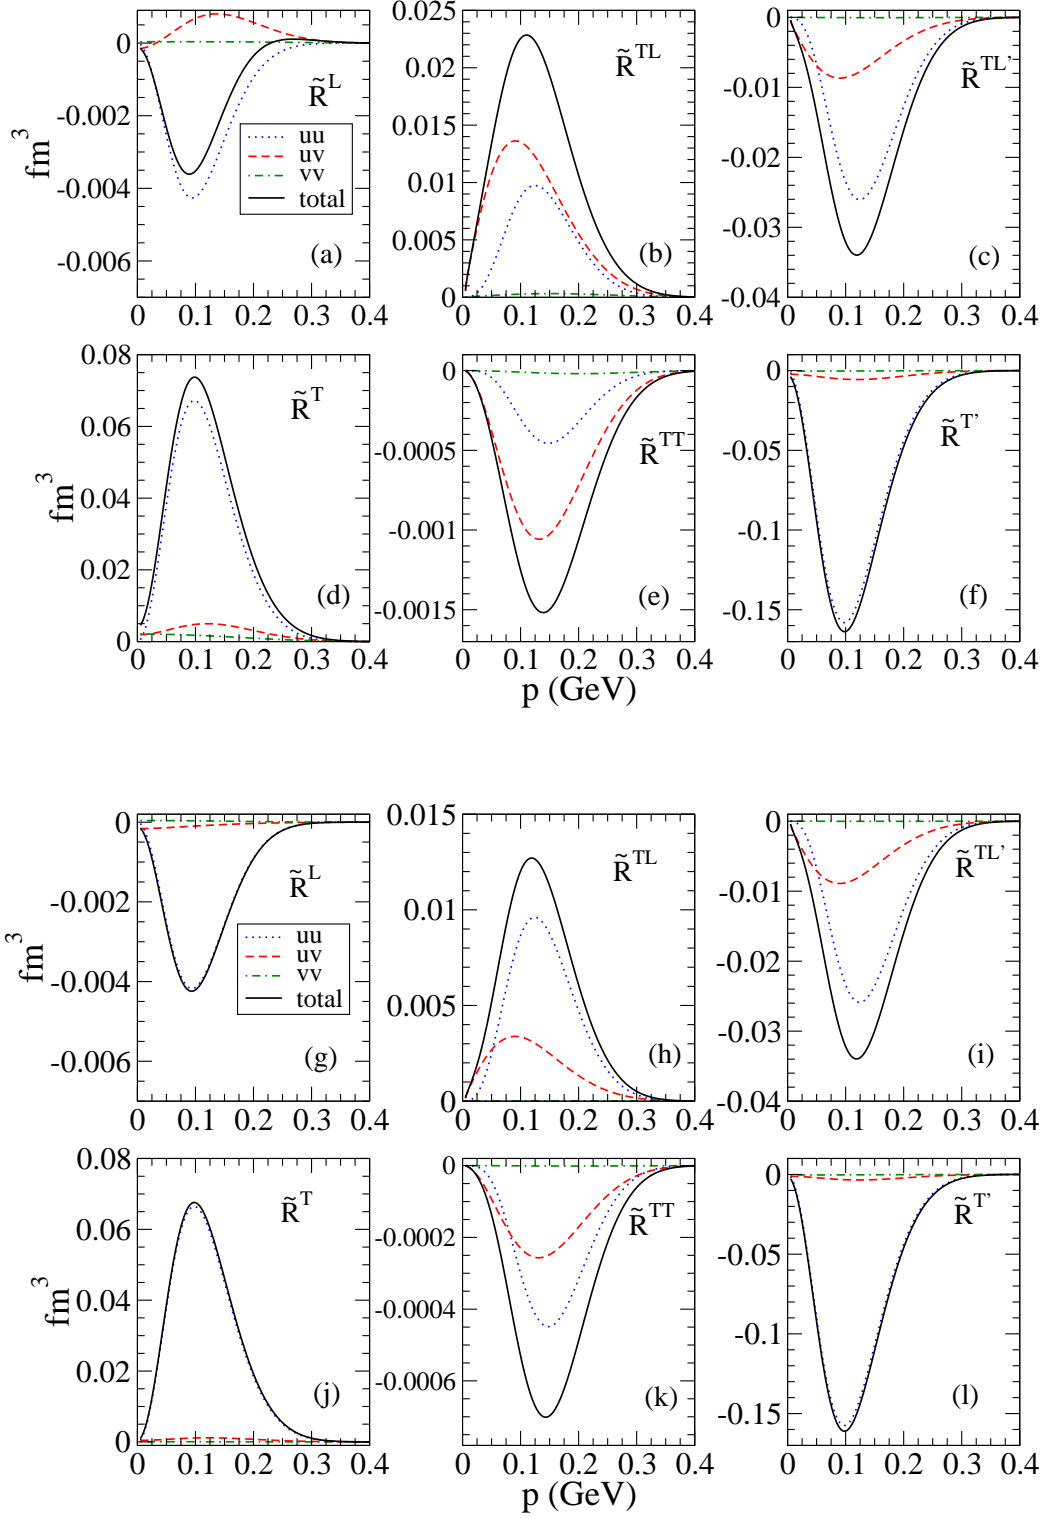 0
-0.002
-0.004
-0.006
fm³
R̃^L
uu
uv
vv
total
(a)
0 0.1 0.2 0.3 0.4
0.025
0.02
0.015
0.01
0.005
0
R̃^TL
(b)
0 0.1 0.2 0.3 0.4
0
-0.01
-0.02
-0.03
-0.04
R̃^TL'
(c)
0 0.1 0.2 0.3 0.4
0.08
0.06
0.04
0.02
0
fm³
R̃^T
(d)
0 0.1 0.2 0.3 0.4
0
-0.0005
-0.001
-0.0015
R̃^TT
(e)
0 0.1 0.2 0.3 0.4
p (GeV)
0
-0.05
-0.1
-0.15
R̃^T'
(f)
0 0.1 0.2 0.3 0.4
0
-0.002
-0.004
-0.006
fm³
R̃^L
uu
uv
vv
total
(g)
0 0.1 0.2 0.3 0.4
0.015
0.01
0.005
0
R̃^TL
(h)
0 0.1 0.2 0.3 0.4
0
-0.01
-0.02
-0.03
-0.04
R̃^TL'
(i)
0 0.1 0.2 0.3 0.4
0.08
0.06
0.04
0.02
0
fm³
R̃^T
(j)
0 0.1 0.2 0.3 0.4
0
-0.0002
-0.0004
-0.0006
R̃^TT
(k)
0 0.1 0.2 0.3 0.4
p (GeV)
0
-0.05
-0.1
-0.15
R̃^T'
(l)
0 0.1 0.2 0.3 0.4